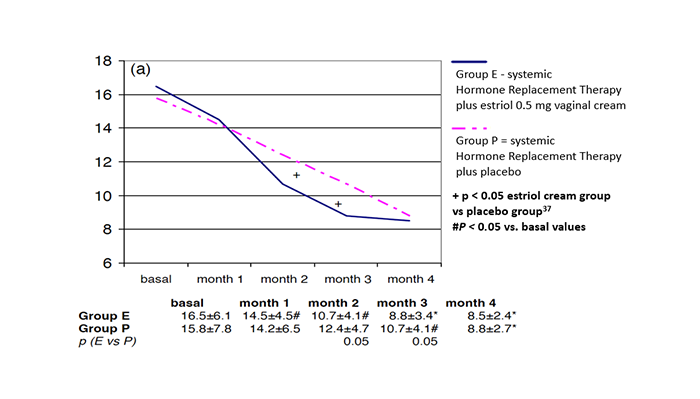 18
(a)
16
14
12
10
8
6
+
+
basal month 1 month 2 month 3 month 4
Group E - systemic
Hormone Replacement Therapy
plus estriol 0.5 mg vaginal cream
Group P = systemic
Hormone Replacement Therapy
plus placebo
+ p < 0.05 estriol cream group
vs placebo group37
#P < 0.05 vs. basal values
basal month 1 month 2 month 3 month 4
Group E 16.5±6.1 14.5±4.5# 10.7±4.1# 8.8±3.4* 8.5±2.4*
Group P 15.8±7.8 14.2±6.5 12.4±4.7 10.7±4.1# 8.8±2.7*
p (E vs P) 0.05 0.05